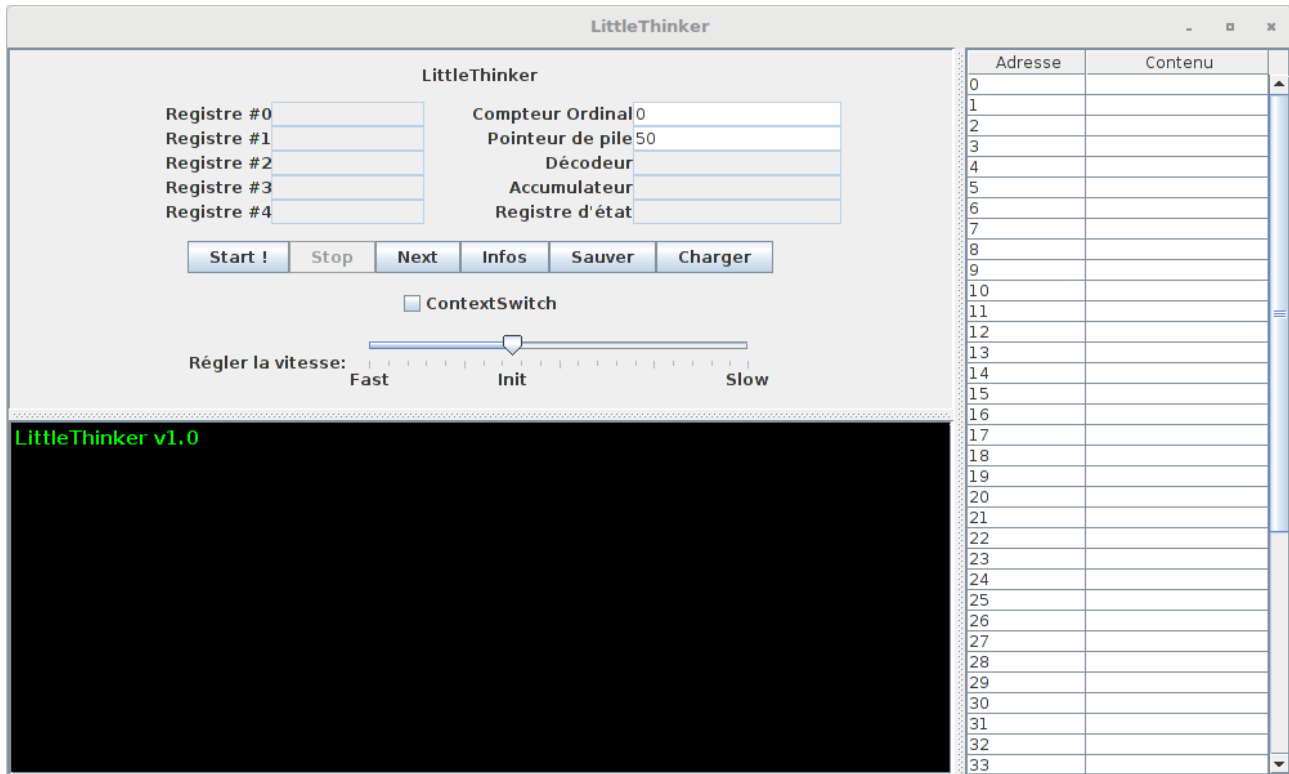 LittleThinker
LittleThinker
Registre #0 Compteur Ordinal 0
Registre #1 Pointeur de pile 50
Registre #2 Décodeur
Registre #3 Accumulateur
Registre #4 Registre d'état
Start ! Stop Next Infos Sauver Charger
ContextSwitch
Régler la vitesse:
Fast Init Slow
LittleThinker v1.0
Adresse Contenu
0
1
2
3
4
5
6
7
8
9
10
11
12
13
14
15
16
17
18
19
20
21
22
23
24
25
26
27
28
29
30
31
32
33